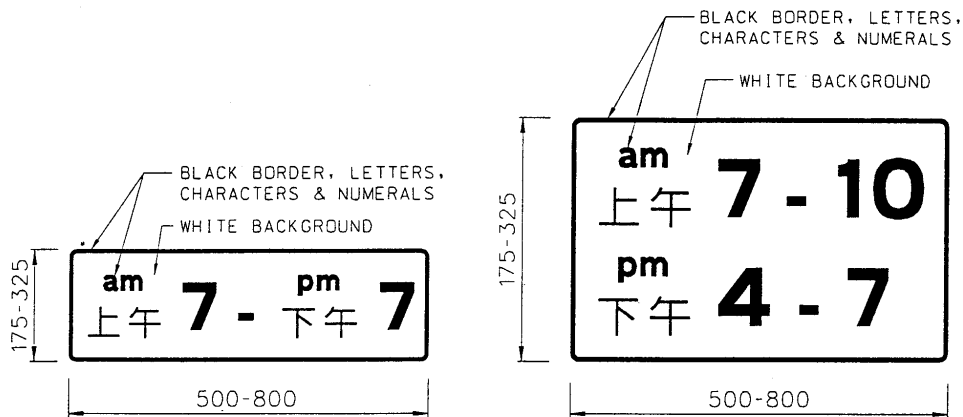 BLACK BORDER, LETTERS,
CHARACTERS & NUMERALS
WHITE BACKGROUND
am
上午 7 - 
pm
下午 7
175-325
500-800
BLACK BORDER, LETTERS,
CHARACTERS & NUMERALS
WHITE BACKGROUND
am
上午 7 - 10
pm
下午 4 - 7
175-325
500-800